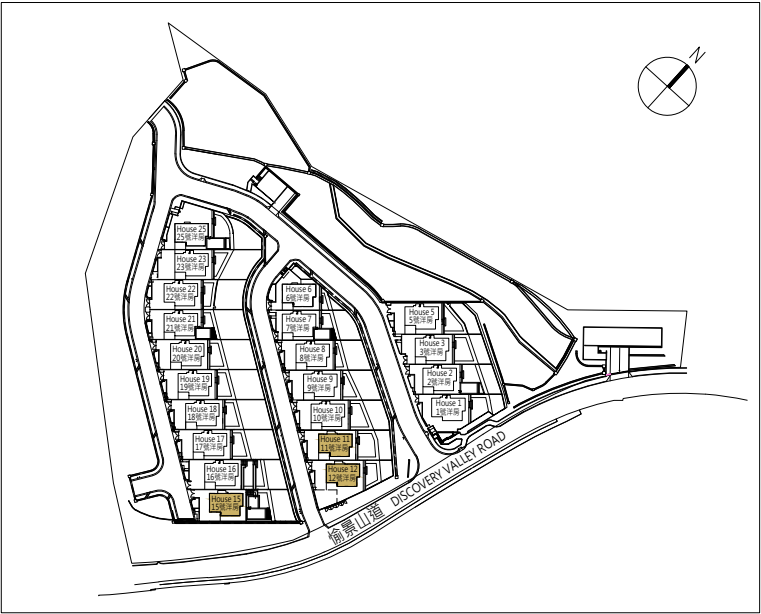 N
House 25
25號洋房
House 23
23號洋房
House 22
22號洋房
House 21
21號洋房
House 20
20號洋房
House 19
19號洋房
House 18
18號洋房
House 17
17號洋房
House 16
16號洋房
House 15
15號洋房
House 6
6號洋房
House 7
7號洋房
House 8
8號洋房
House 9
9號洋房
House 10
10號洋房
House 11
11號洋房
House 12
12號洋房
House 5
5號洋房
House 3
3號洋房
House 2
2號洋房
House 1
1號洋房
愉景山道 DISCOVERY VALLEY ROAD